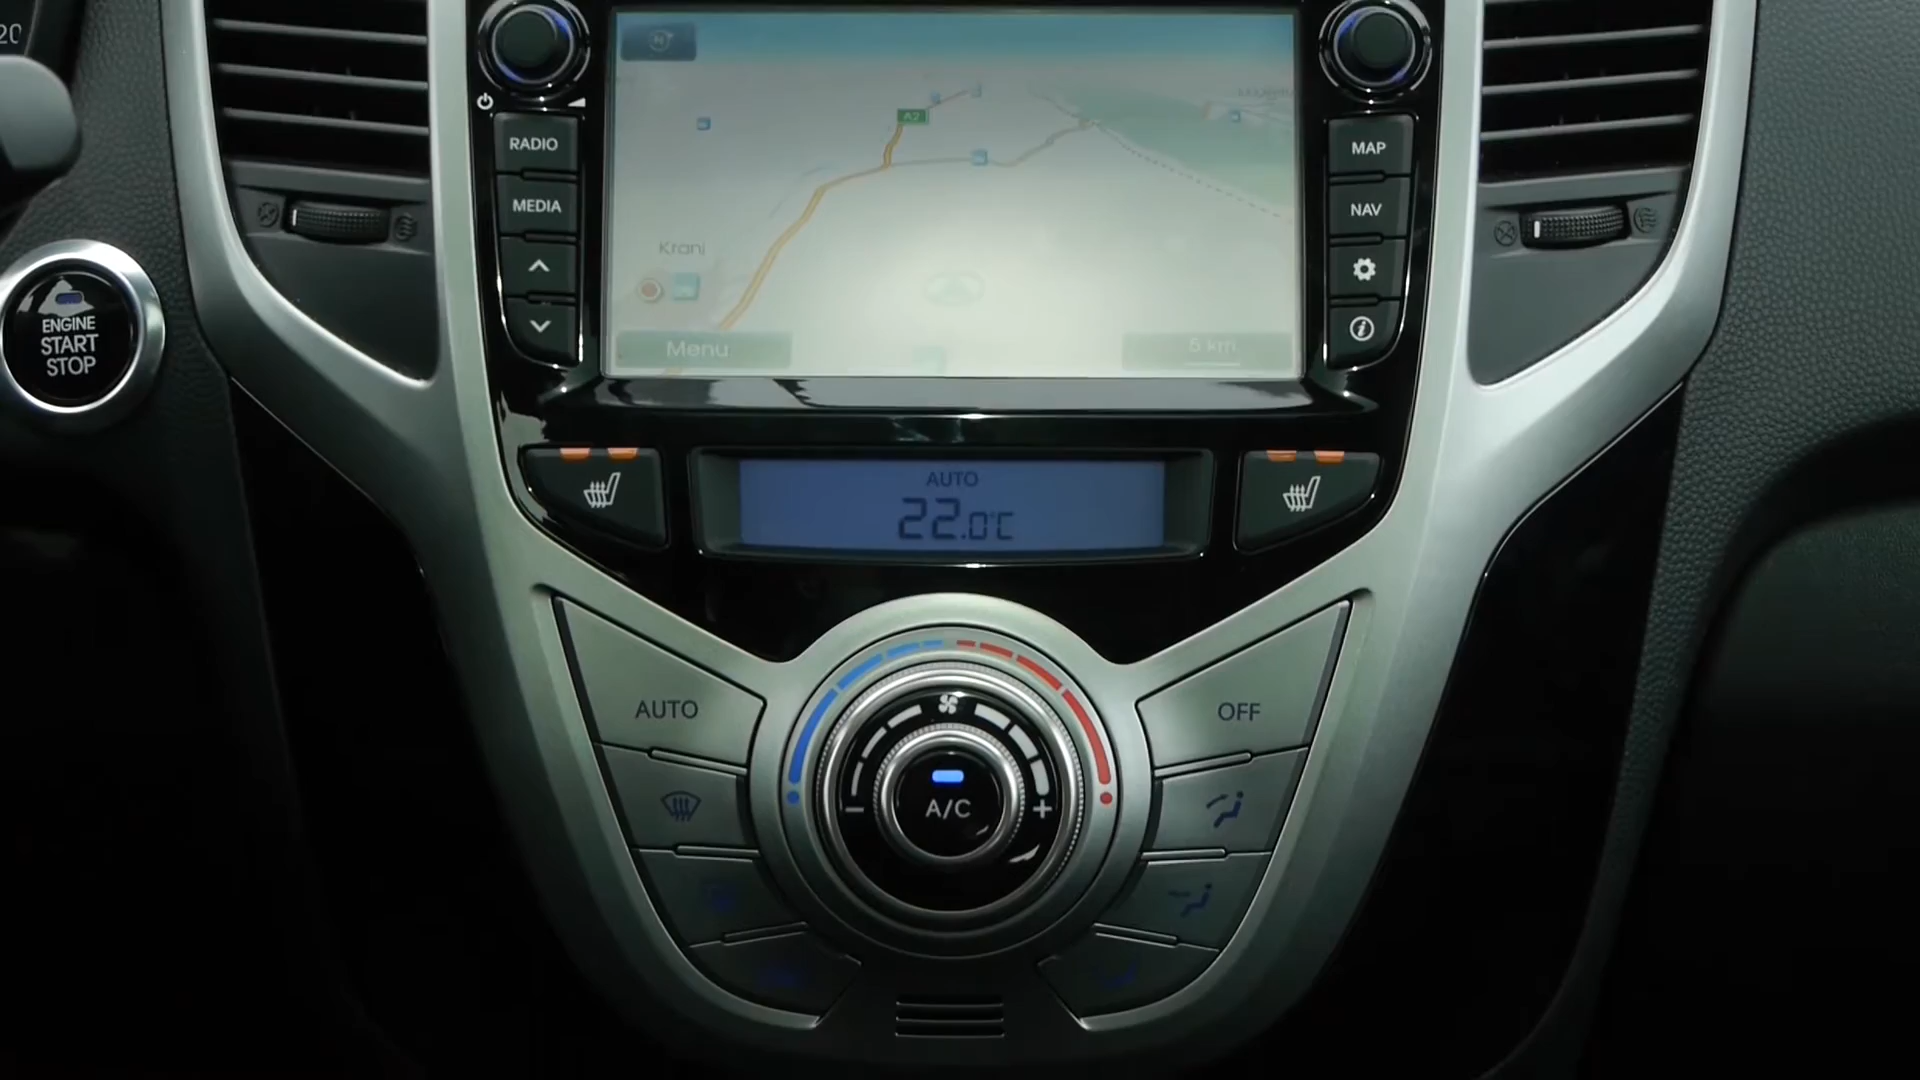 20
RADIO
MEDIA
A2
Kranj
Menu
5 km
MAP
NAV
ENGINE
START
STOP
AUTO
22.0°C
AUTO
OFF
A/C
- +